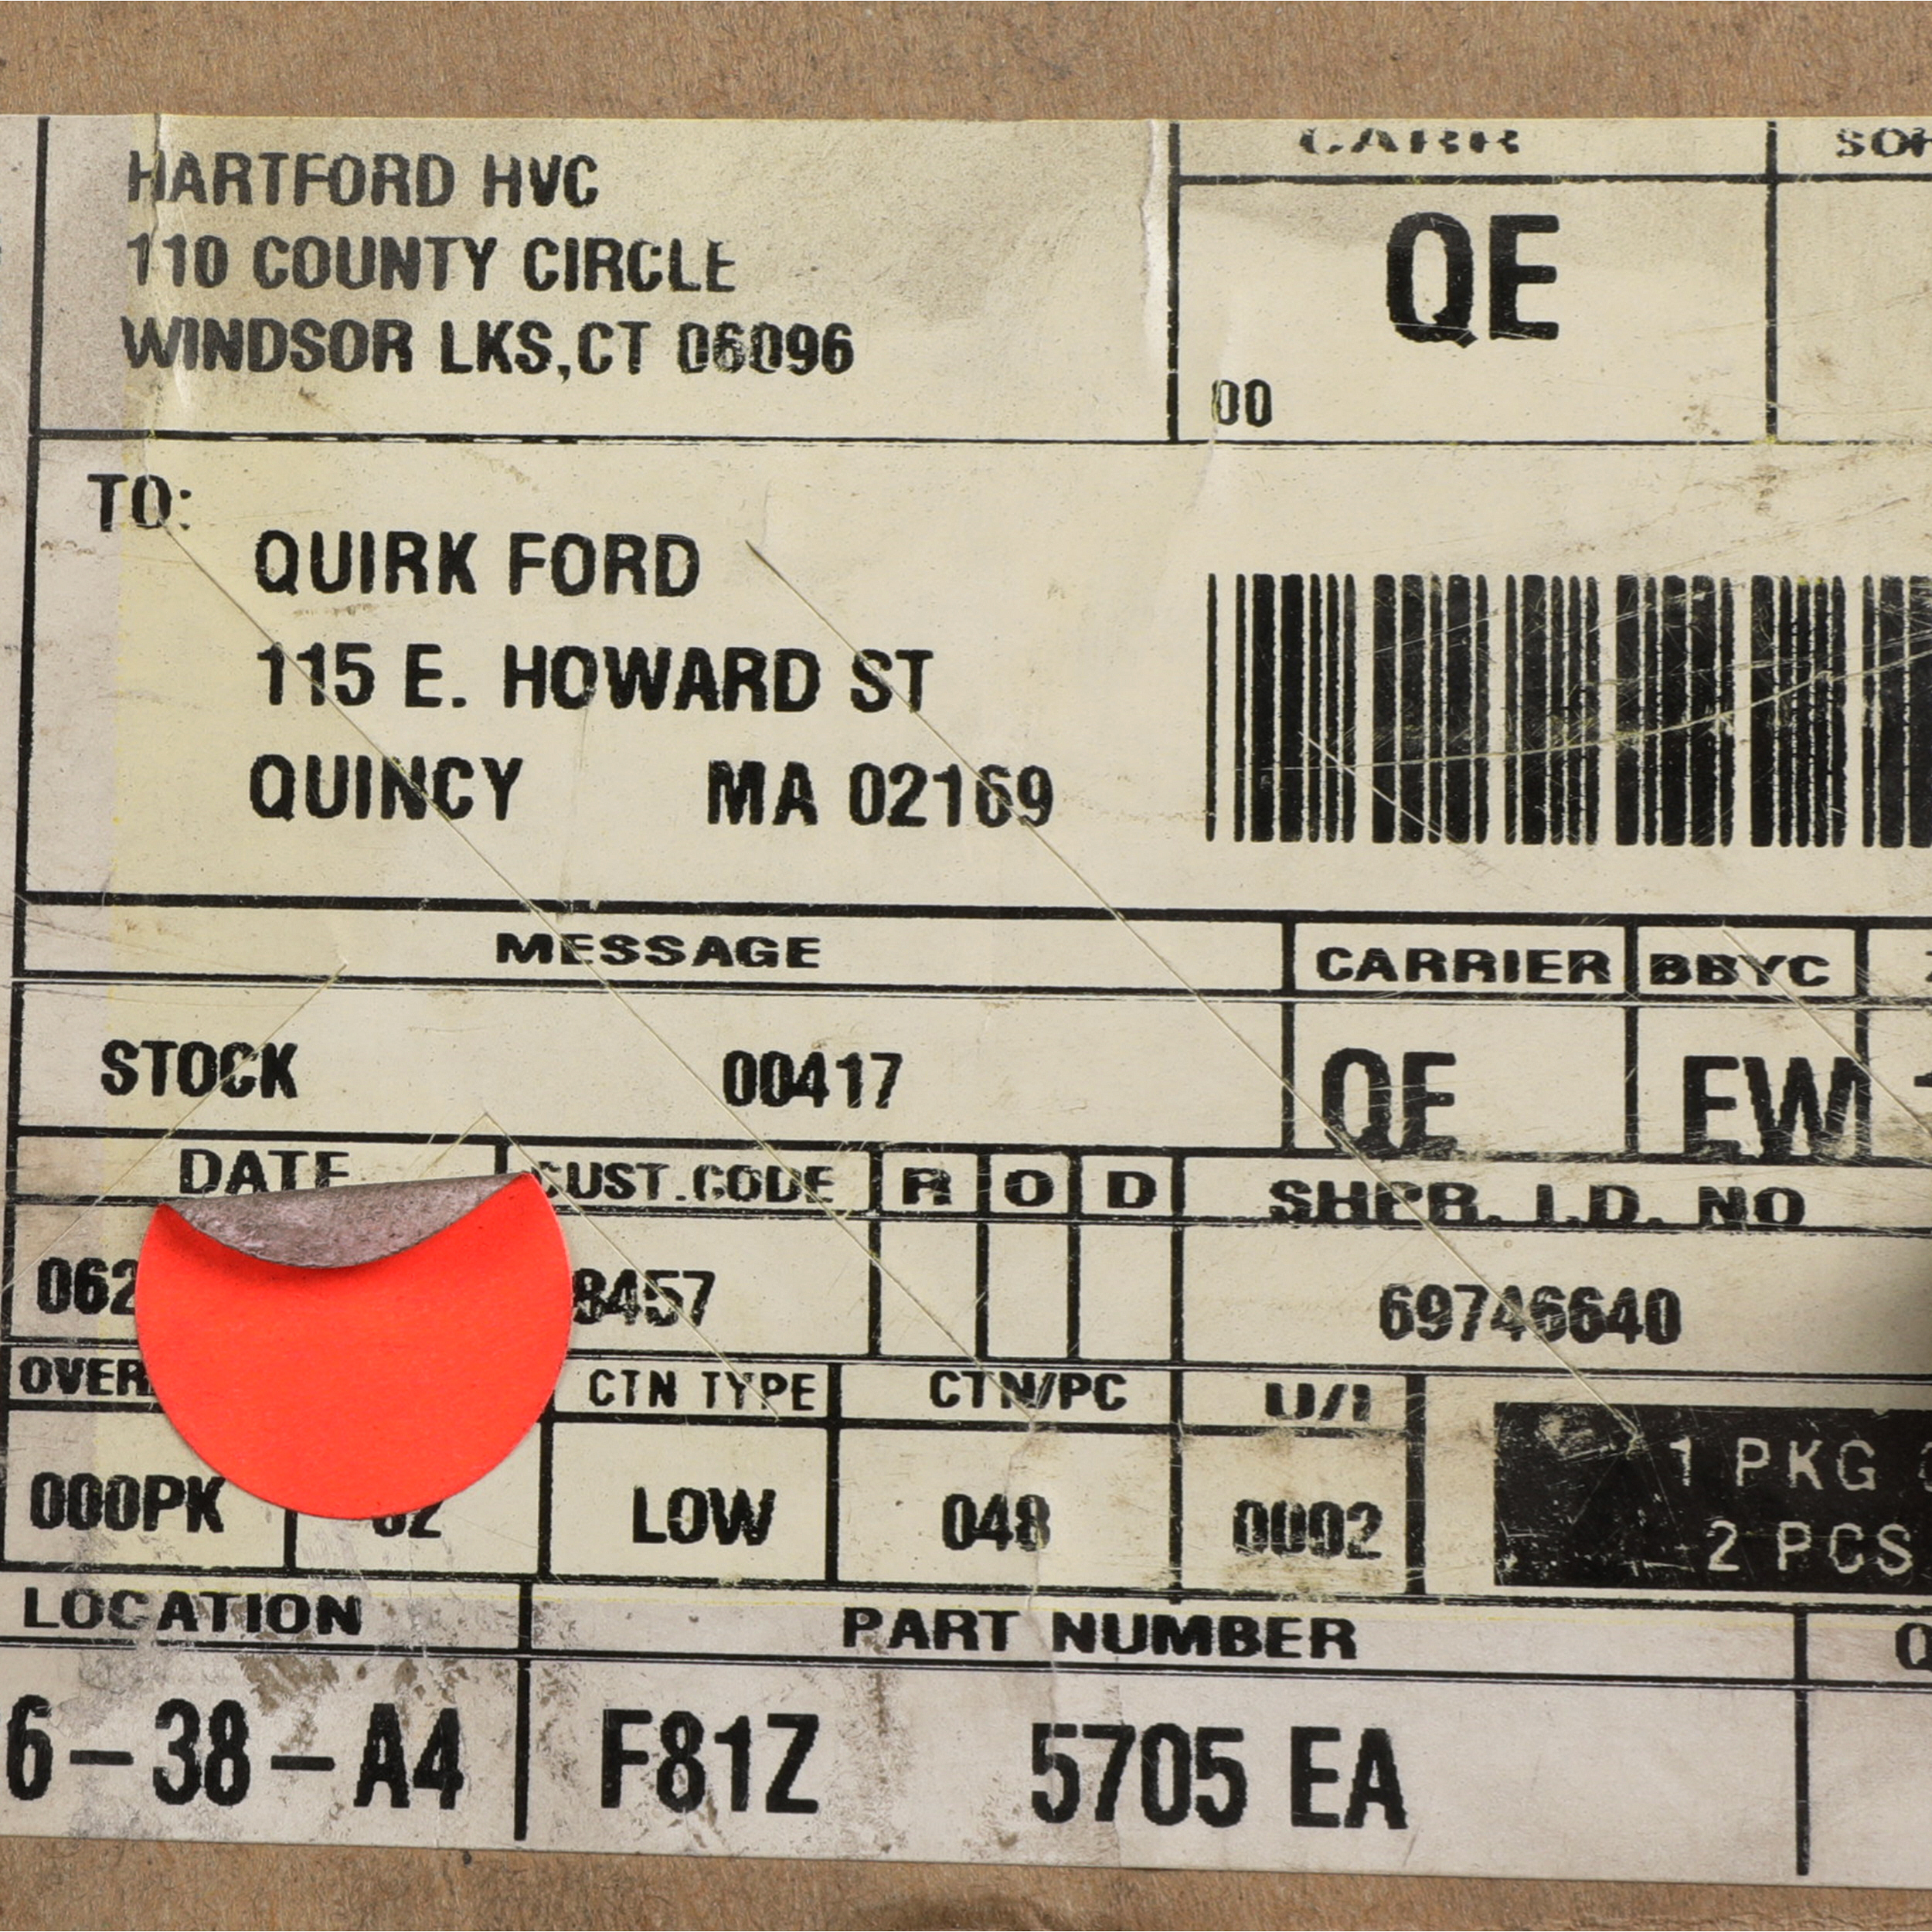 CARR
HARTFORD HVC
110 COUNTY CIRCLE
WINDSOR LKS,CT 06096
QE
00
TO:
QUIRK FORD
115 E. HOWARD ST
QUINCY MA 02169
MESSAGE CARRIER BBYC
STOCK 00417 QE EW
DATE CUST.CODE R O D SHPR. I.D. NO
8457 69746640
CTN TYPE CTN/PC U/I
000PK LOW 048 0002
1 PKG
2 PCS
LOCATION PART NUMBER
6-38-A4 F81Z 5705 EA